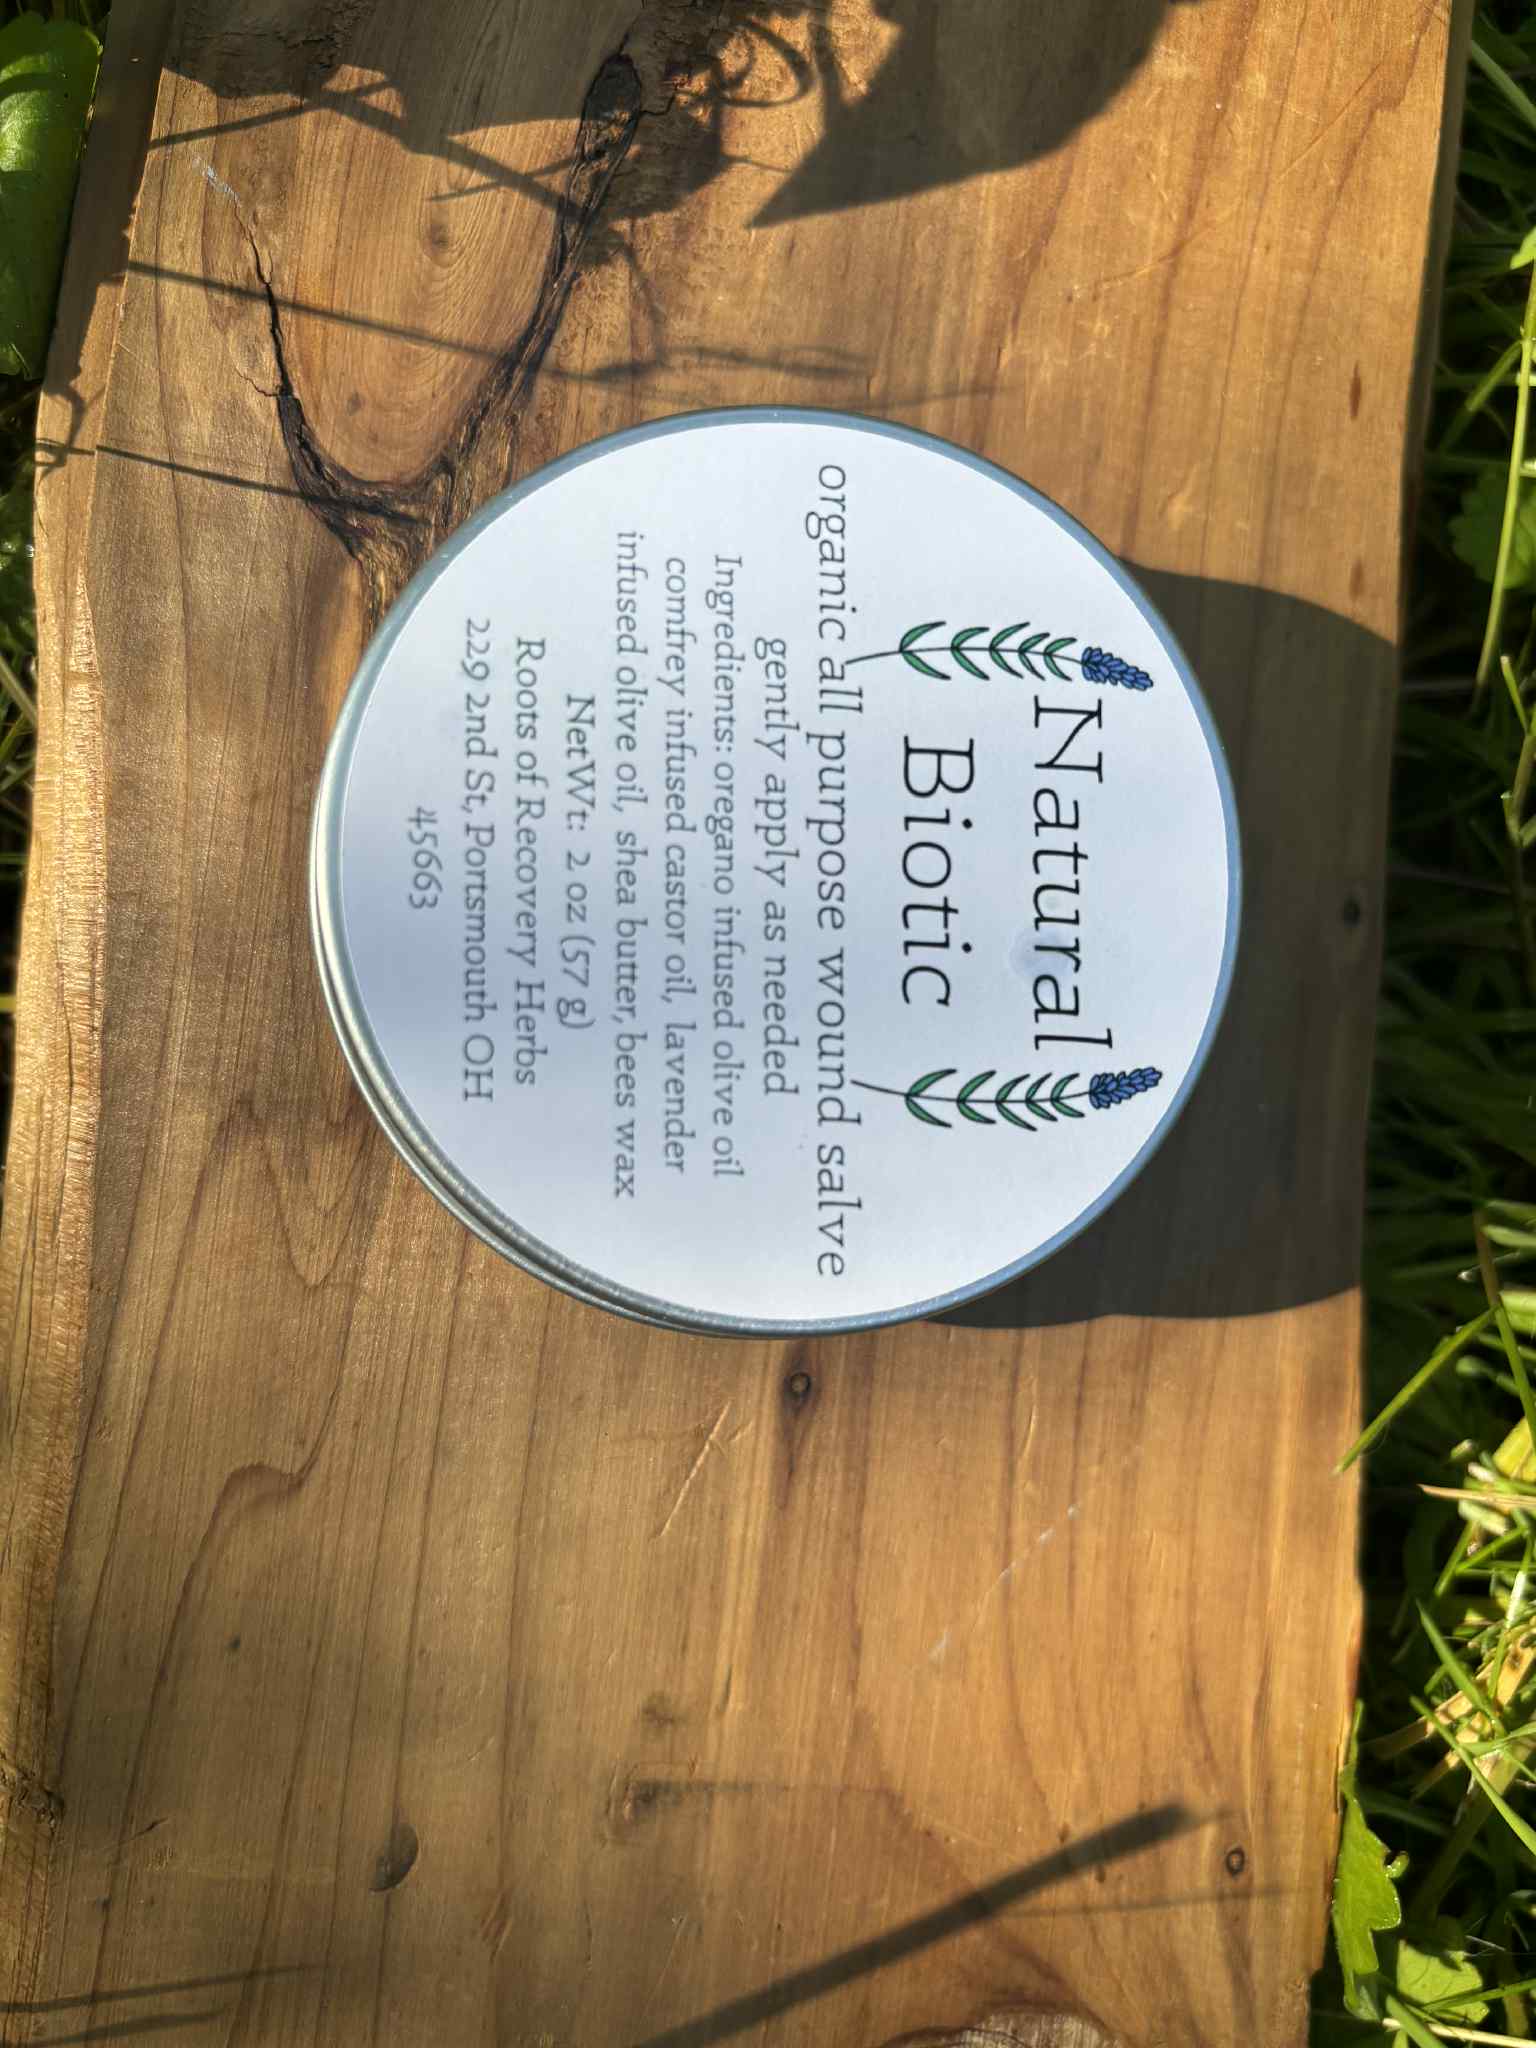 Natural
Biotic
organic all purpose wound salve
gently apply as needed
Ingredients: oregano infused olive oil
comfrey infused castor oil, lavender
infused olive oil, shea butter, bees wax
NetWt: 2 oz (57 g)
Roots of Recovery Herbs
229 2nd St, Portsmouth OH
45663